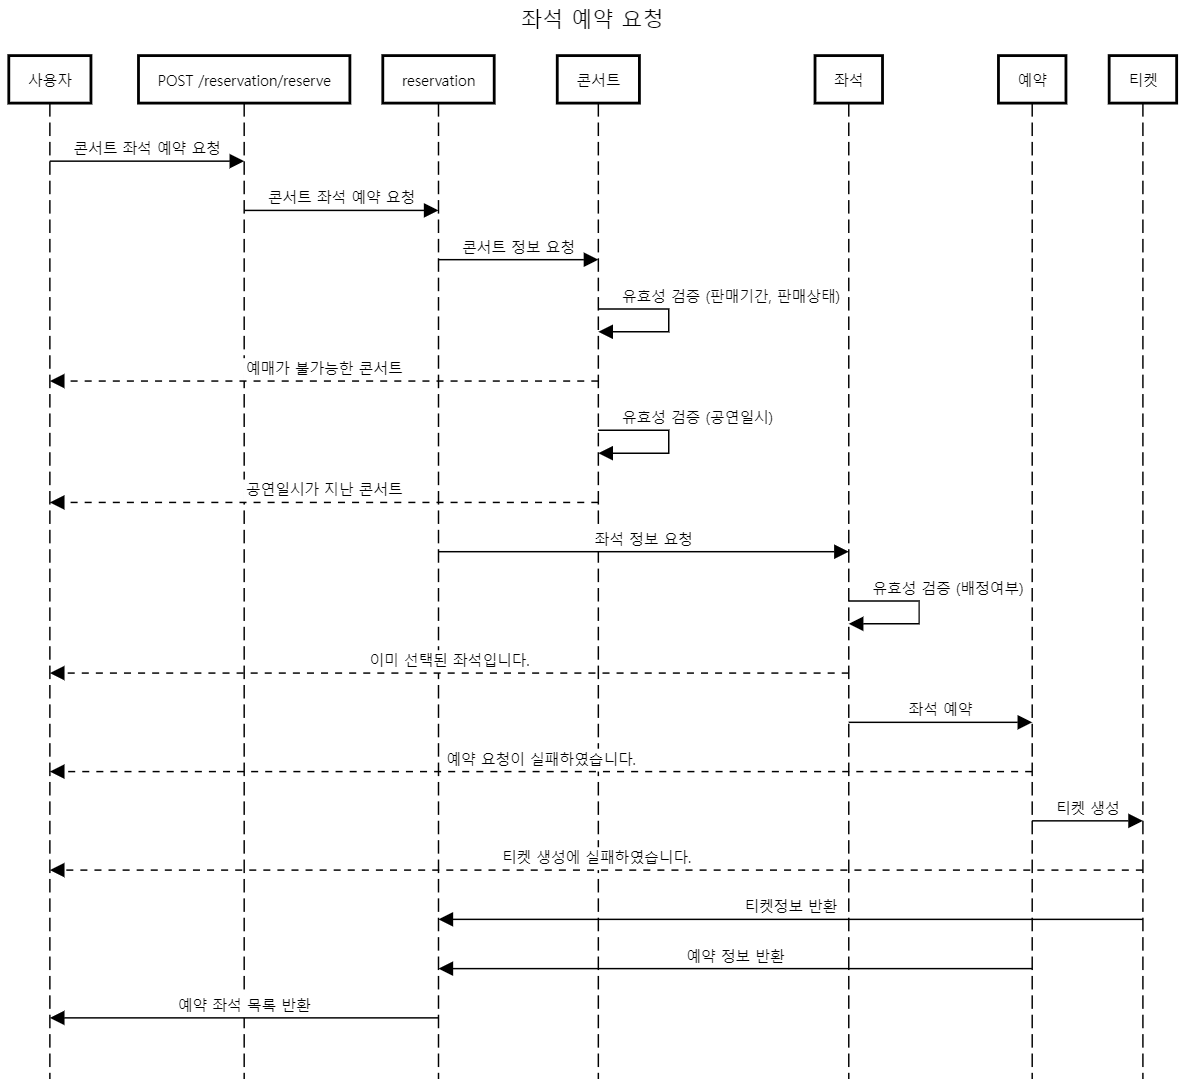 좌석 예약 요청
사용자
POST /reservation/reserve
reservation
콘서트
좌석
예약
티켓
콘서트 좌석 예약 요청
콘서트 좌석 예약 요청
콘서트 정보 요청
유효성 검증 (판매기간, 판매상태)
예매가 불가능한 콘서트
유효성 검증 (공연일시)
공연일시가 지난 콘서트
좌석 정보 요청
유효성 검증 (배정여부)
이미 선택된 좌석입니다.
좌석 예약
예약 요청이 실패하였습니다.
티켓 생성
티켓 생성에 실패하였습니다.
티켓정보 반환
예약 정보 반환
예약 좌석 목록 반환